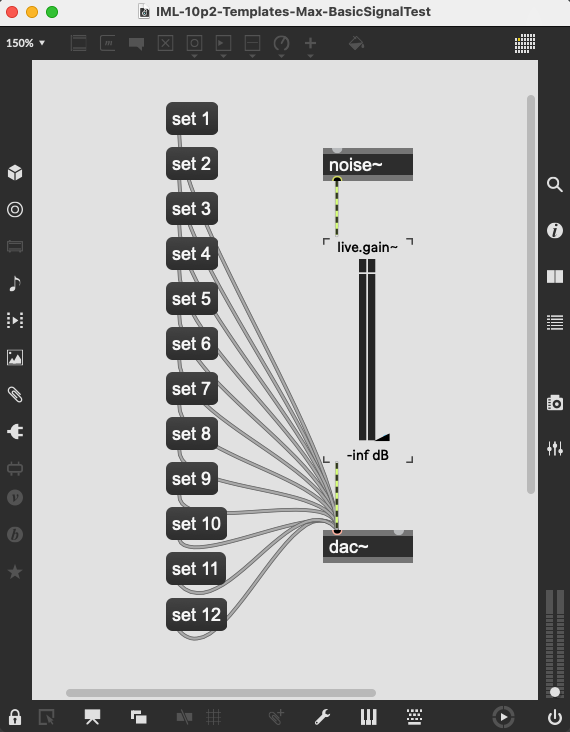 IML-10p2-Templates-Max-BasicSignalTest
150%
set 1
set 2
set 3
set 4
set 5
set 6
set 7
set 8
set 9
set 10
set 11
set 12
noise~
live.gain~
-inf dB
dac~